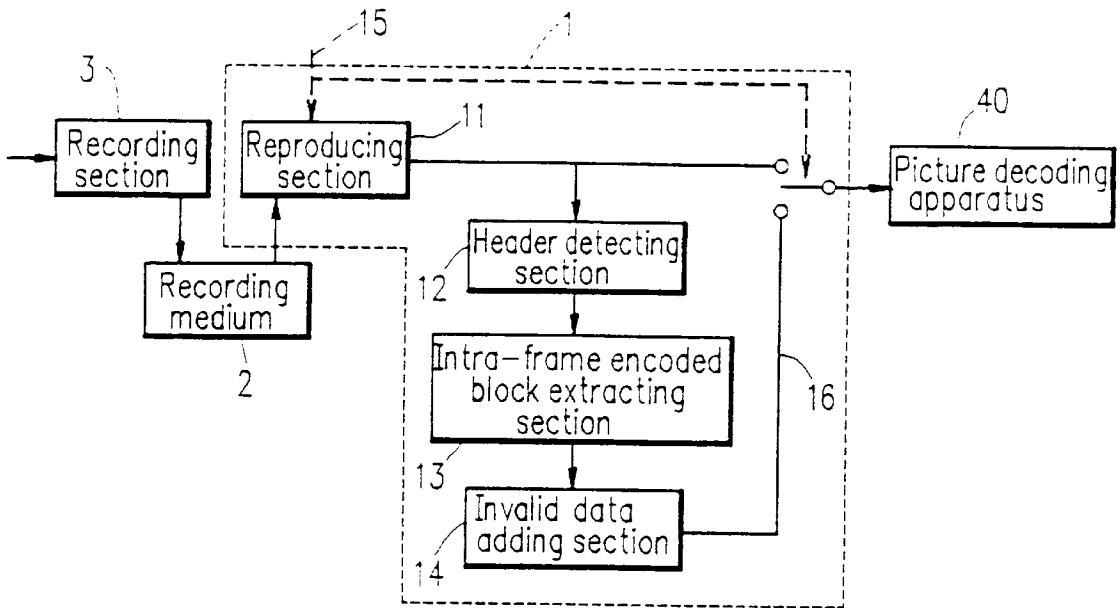 15
1
3
11
40
Recording
section
Reproducing
section
Picture decoding
apparatus
Header detecting
section
12
Recording
medium
2
Intra-frame encoded
block extracting
section
16
13
Invalid data
adding section
14